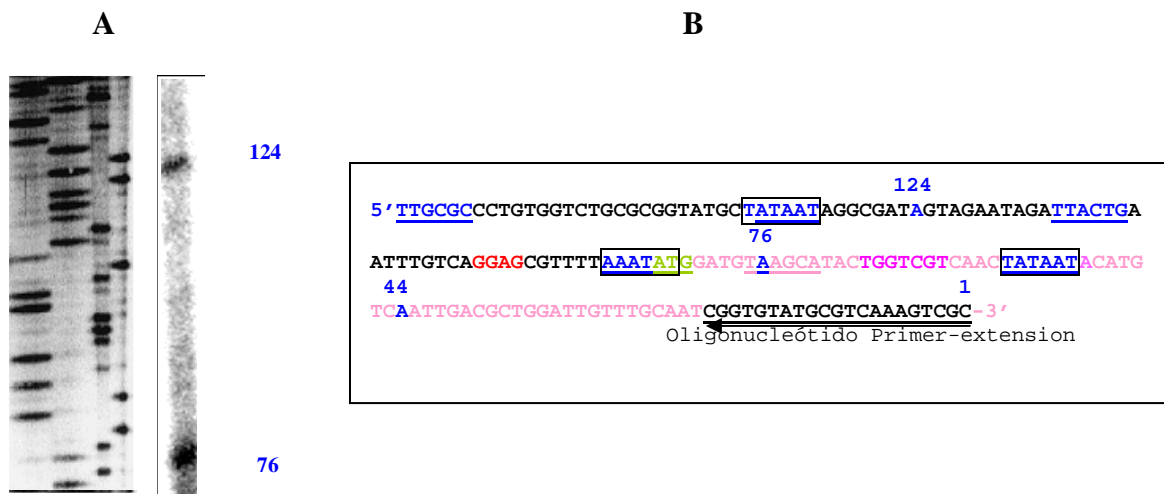 A
B
124
76
124
5’TTGCGCCCTGTGGTCTGCGCGGTATGCTATAATAGGCGATAGTAGAATAGATTACTGA
76
ATTTGTCAGGAGCGTTTTAAATATGGATGTAAGCATACTGGTCGTCAACTATAATACATG
44 1
TCAATTGACGCTGGATTGTTTGCAATCGGTGTATGCGTCAAAGTCGC-3’
Oligonucleótido Primer-extension